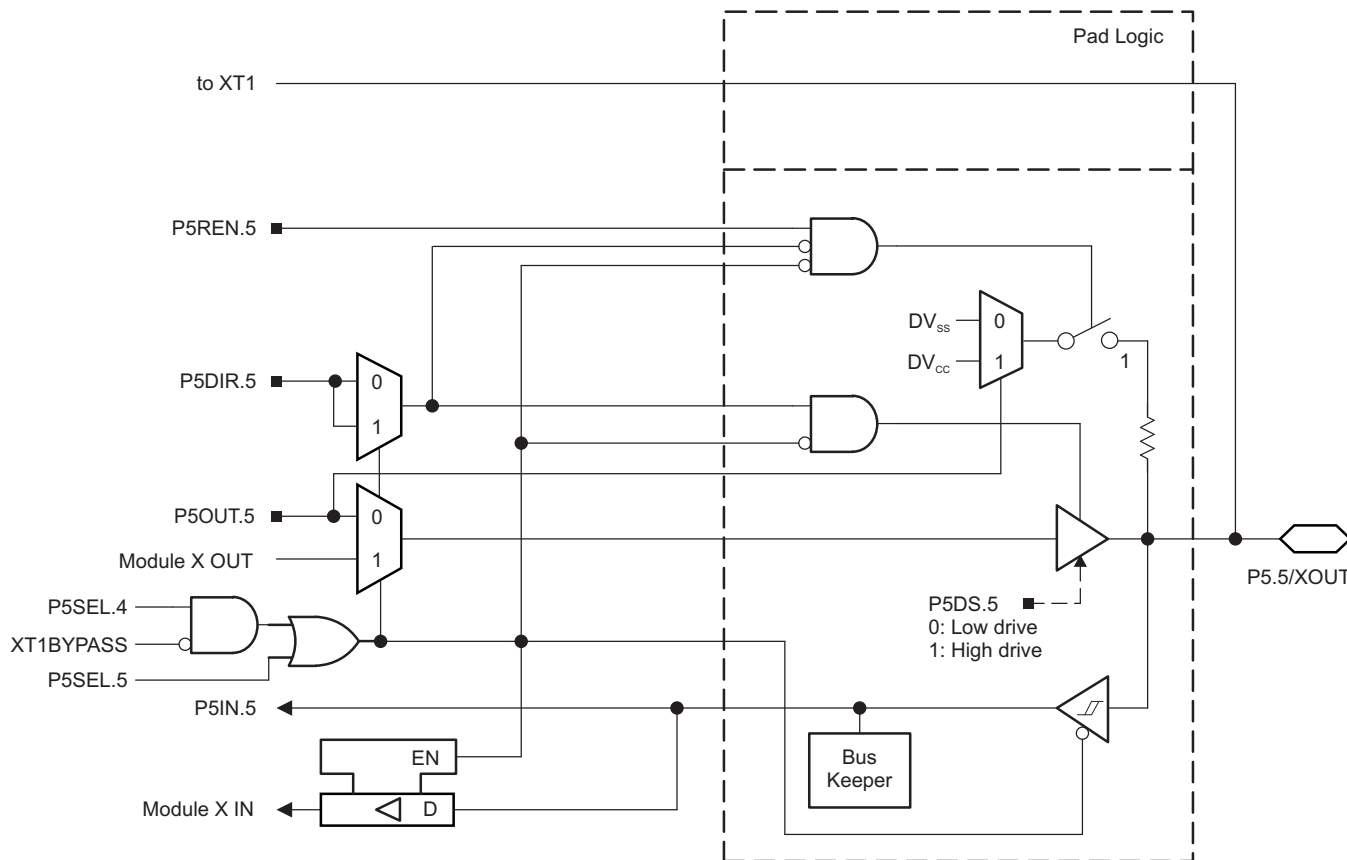 Pad Logic
to XT1
P5REN.5
DVSS
0
DVCC
1
1
P5DIR.5
0
1
P5OUT.5
0
Module X OUT
1
P5.5/XOUT
P5DS.5
0: Low drive
1: High drive
P5SEL.4
XT1BYPASS
P5SEL.5
P5IN.5
Bus
Keeper
EN
Module X IN
D